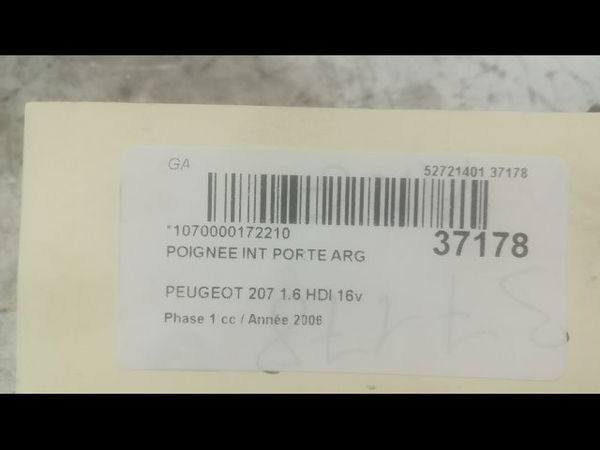 GA
52721401 37178
*1070000172210
37178
POIGNEE INT PORTE ARG
PEUGEOT 207 1.6 HDI 16v
Phase 1 cc / Année 2006
37178